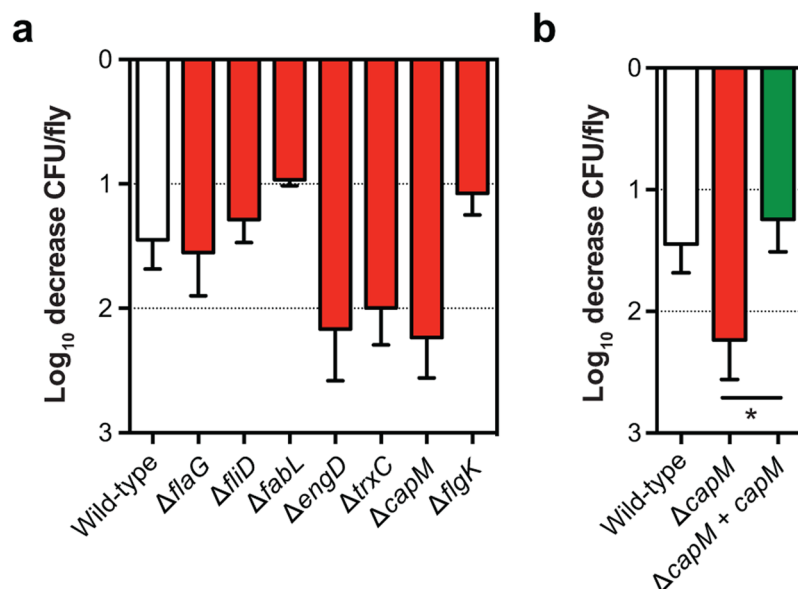 a
Log10 decrease CFU/fly
0
1
2
3
Wild-type
ΔflaG
ΔfliD
ΔfabL
ΔengD
ΔtrxC
ΔcapM
ΔflgK
b
Log10 decrease CFU/fly
0
1
2
3
*
Wild-type
ΔcapM
ΔcapM + capM